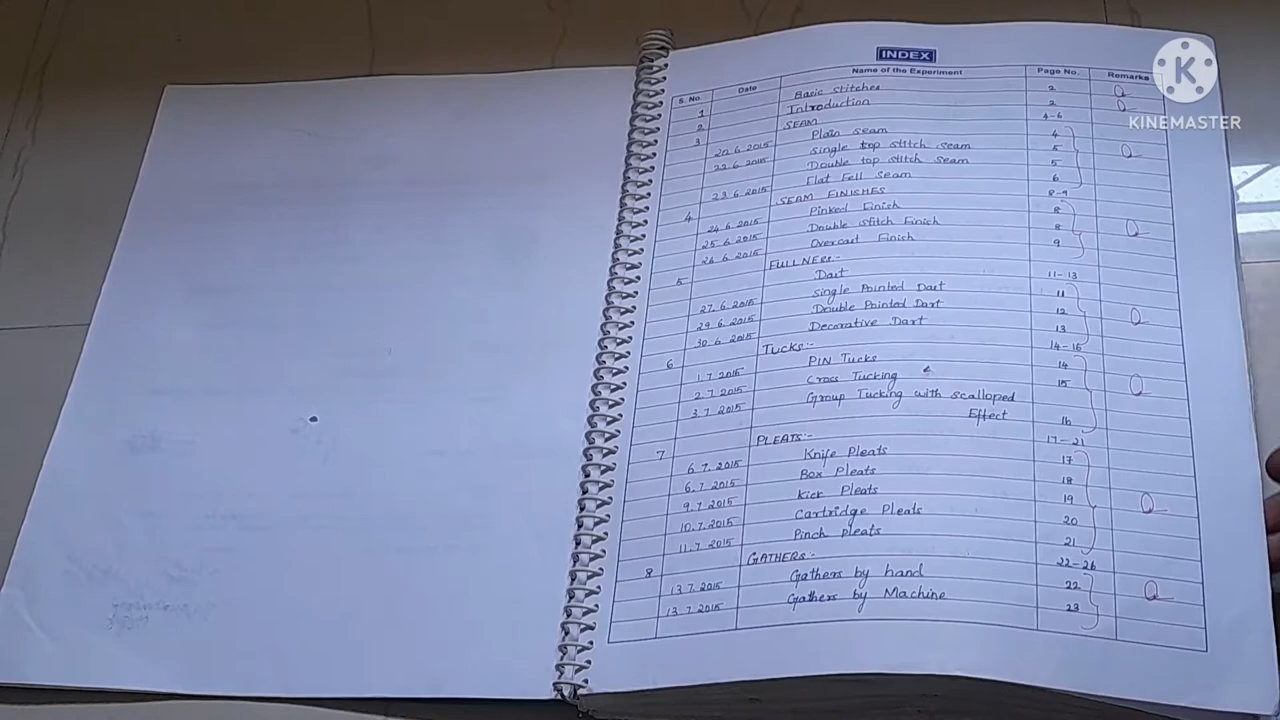 INDEX
S. No. Date Name of the Experiment Page No. Remarks
1 Basic stitches 2
2 Introduction 2
3 SEAM 4-6
20.6.2015 Plain seam 4
22.6.2015 single top stitch seam 5
Double top stitch seam 5
23.6.2015 Flat Fell Seam 6
4 SEAM FINISHES 8-9
24.6.2015 Pinked Finish 8
25.6.2015 Double stitch Finish 8
26.6.2015 Overcast Finish 9
5 FULLNERS:-
Dart 11-13
27.6.2015 Single Pointed Dart 11
29.6.2015 Double Pointed Dart 12
30.6.2015 Decorative Dart 13
6 Tucks:- 14-15
1.7.2015 PIN Tucks 14
2.7.2015 Cross Tucking 15
3.7.2015 Group Tucking with scalloped
Effect 16
7 PLEATS:- 17-21
6.7.2015 Knife Pleats 17
6.7.2015 Box Pleats 18
9.7.2015 Kick Pleats 19
10.7.2015 Cartridge Pleats 20
11.7.2015 Pinch pleats 21
8 GATHERS:- 22-26
13.7.2015 Gathers by hand 22
13.7.2015 Gathers by Machine 23
K
KINEMASTER